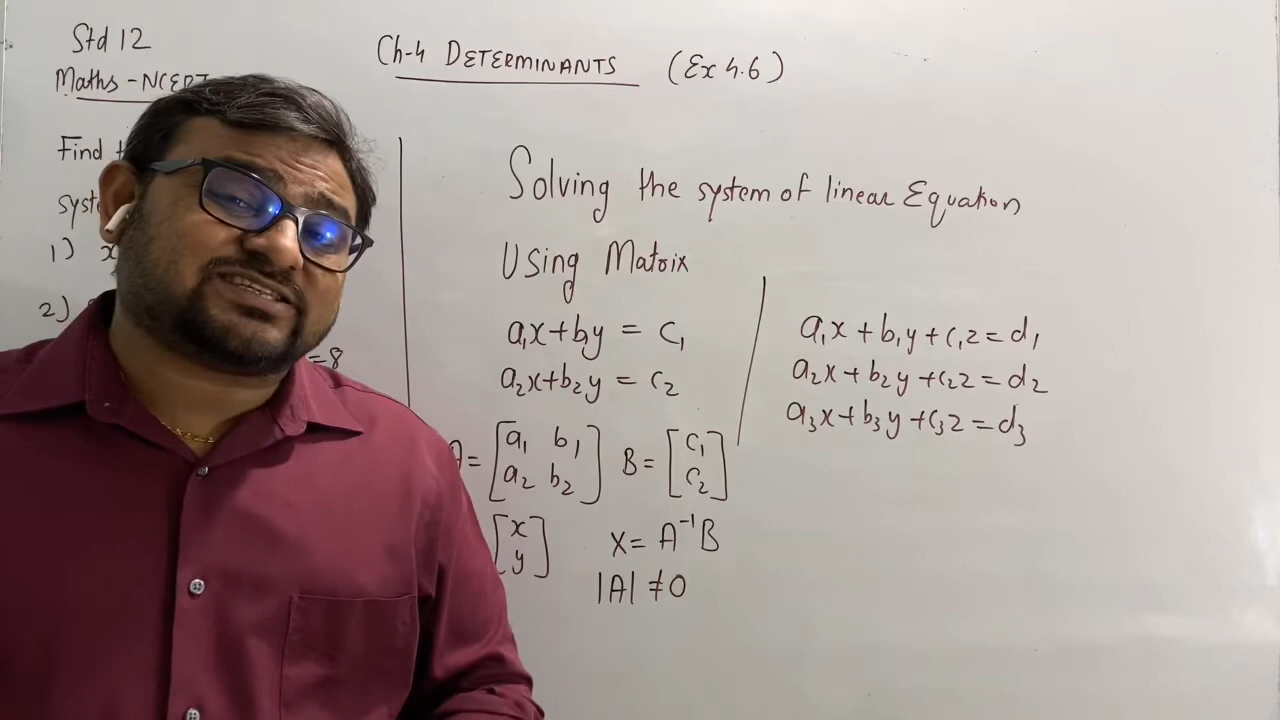 Std 12
Maths - NCERT
Ch-4 DETERMINANTS (Ex 4.6)
Find
syst
1) x
2)
=8
Solving the system of linear Equation
Using Matrix
a₁x+b₁y = c₁
a₂x+b₂y = c₂
A = [a₁ b₁
a₂ b₂] B = [c₁
c₂]
[x
y] X = A⁻¹B
|A| ≠ 0
a₁x + b₁y + c₁z = d₁
a₂x + b₂y + c₂z = d₂
a₃x + b₃y + c₃z = d₃